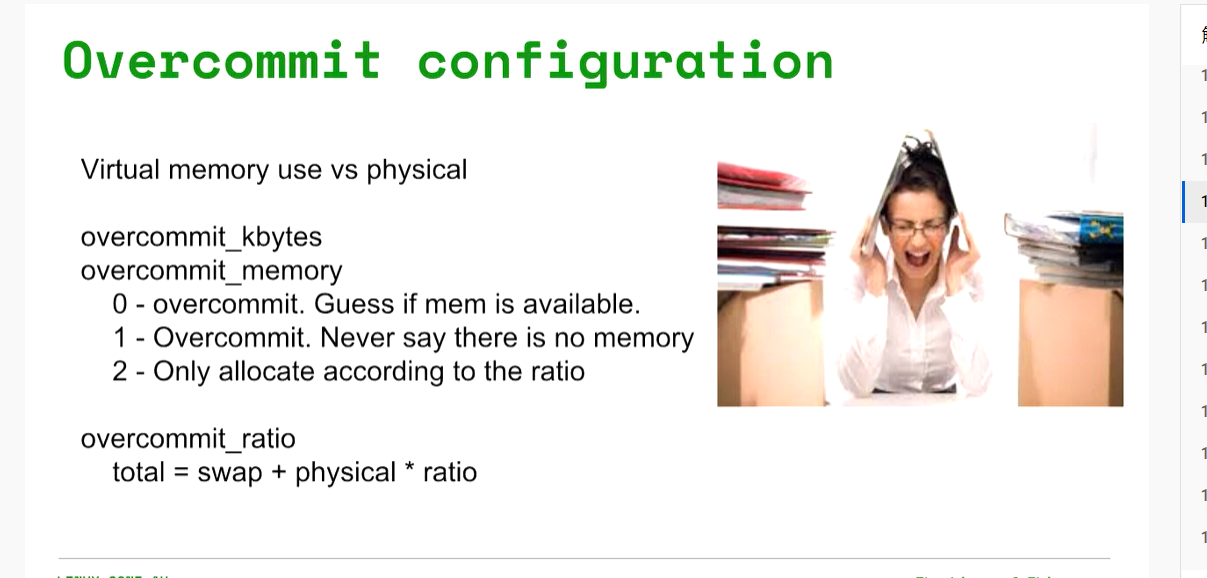 Overcommit configuration
Virtual memory use vs physical
overcommit_kbytes
overcommit_memory
0 - overcommit. Guess if mem is available.
1 - Overcommit. Never say there is no memory
2 - Only allocate according to the ratio
overcommit_ratio
total = swap + physical * ratio